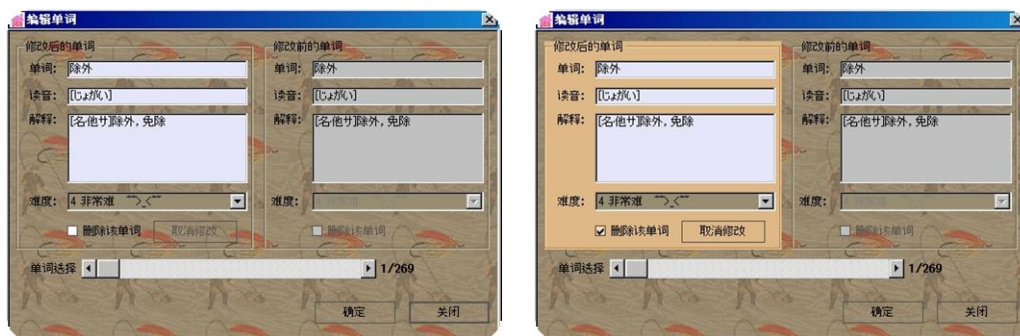 编辑单词
修改后的单词
修改前的单词
单词: 除外
单词: 除外
读音: [じょがい]
读音: [じょがい]
解释: [名·他サ]除外，免除
解释: [名·他サ]除外，免除
难度: 4 非常难 ~~>_<~~
难度: 4 非常难
删除该单词 取消修改
删除该单词
单词选择 1/269
确定 关闭
编辑单词
修改后的单词
修改前的单词
单词: 除外
单词: 除外
读音: [じょがい]
读音: [じょがい]
解释: [名·他サ]除外，免除
解释: [名·他サ]除外，免除
难度: 4 非常难 ~~>_<~~
难度: 4 非常难
删除该单词 取消修改
删除该单词
单词选择 1/269
确定 关闭